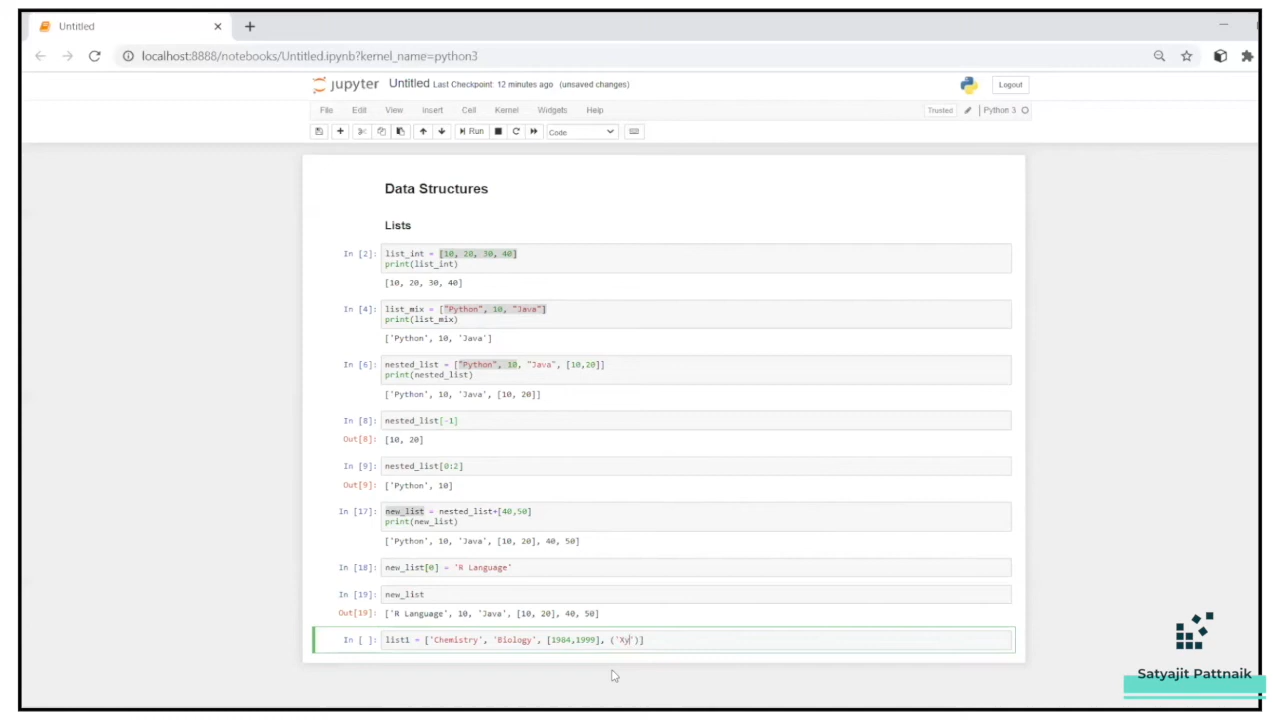 Untitled
localhost:8888/notebooks/Untitled.ipynb?kernel_name=python3
jupyter Untitled Last Checkpoint: 12 minutes ago (unsaved changes)
Logout
File Edit View Insert Cell Kernel Widgets Help
Trusted Python 3
Run Code
Data Structures
Lists
In [2]: list_int = [10, 20, 30, 40]
print(list_int)
[10, 20, 30, 40]
In [4]: list_mix = ["Python", 10, "Java"]
print(list_mix)
['Python', 10, 'Java']
In [6]: nested_list = ["Python", 10, "Java", [10,20]]
print(nested_list)
['Python', 10, 'Java', [10, 20]]
In [8]: nested_list[-1]
Out[8]: [10, 20]
In [9]: nested_list[0:2]
Out[9]: ['Python', 10]
In [17]: new_list = nested_list+[40,50]
print(new_list)
['Python', 10, 'Java', [10, 20], 40, 50]
In [18]: new_list[0] = 'R Language'
In [19]: new_list
Out[19]: ['R Language', 10, 'Java', [10, 20], 40, 50]
In [ ]: list1 = ['Chemistry', 'Biology', [1984,1999], ('Xy')]
Satyajit Pattnaik